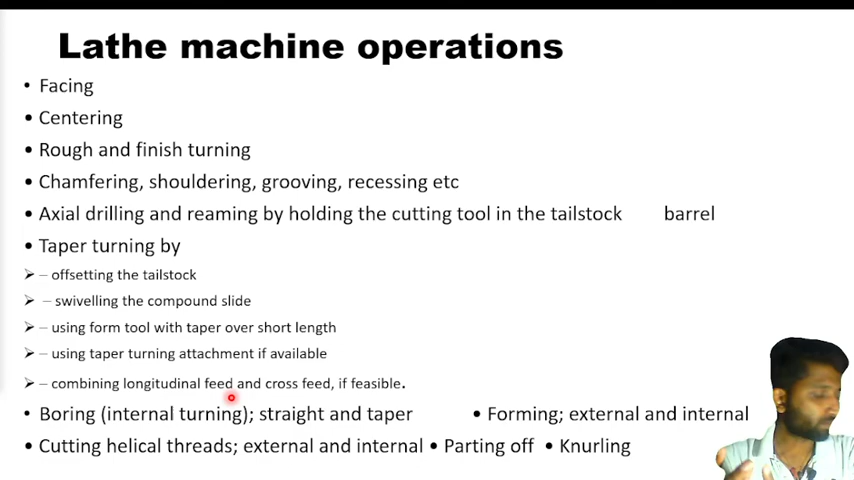 Lathe machine operations
• Facing
• Centering
• Rough and finish turning
• Chamfering, shouldering, grooving, recessing etc
• Axial drilling and reaming by holding the cutting tool in the tailstock barrel
• Taper turning by
➢ – offsetting the tailstock
➢ – swivelling the compound slide
➢ – using form tool with taper over short length
➢ – using taper turning attachment if available
➢ – combining longitudinal feed and cross feed, if feasible.
• Boring (internal turning); straight and taper • Forming; external and internal
• Cutting helical threads; external and internal • Parting off • Knurling